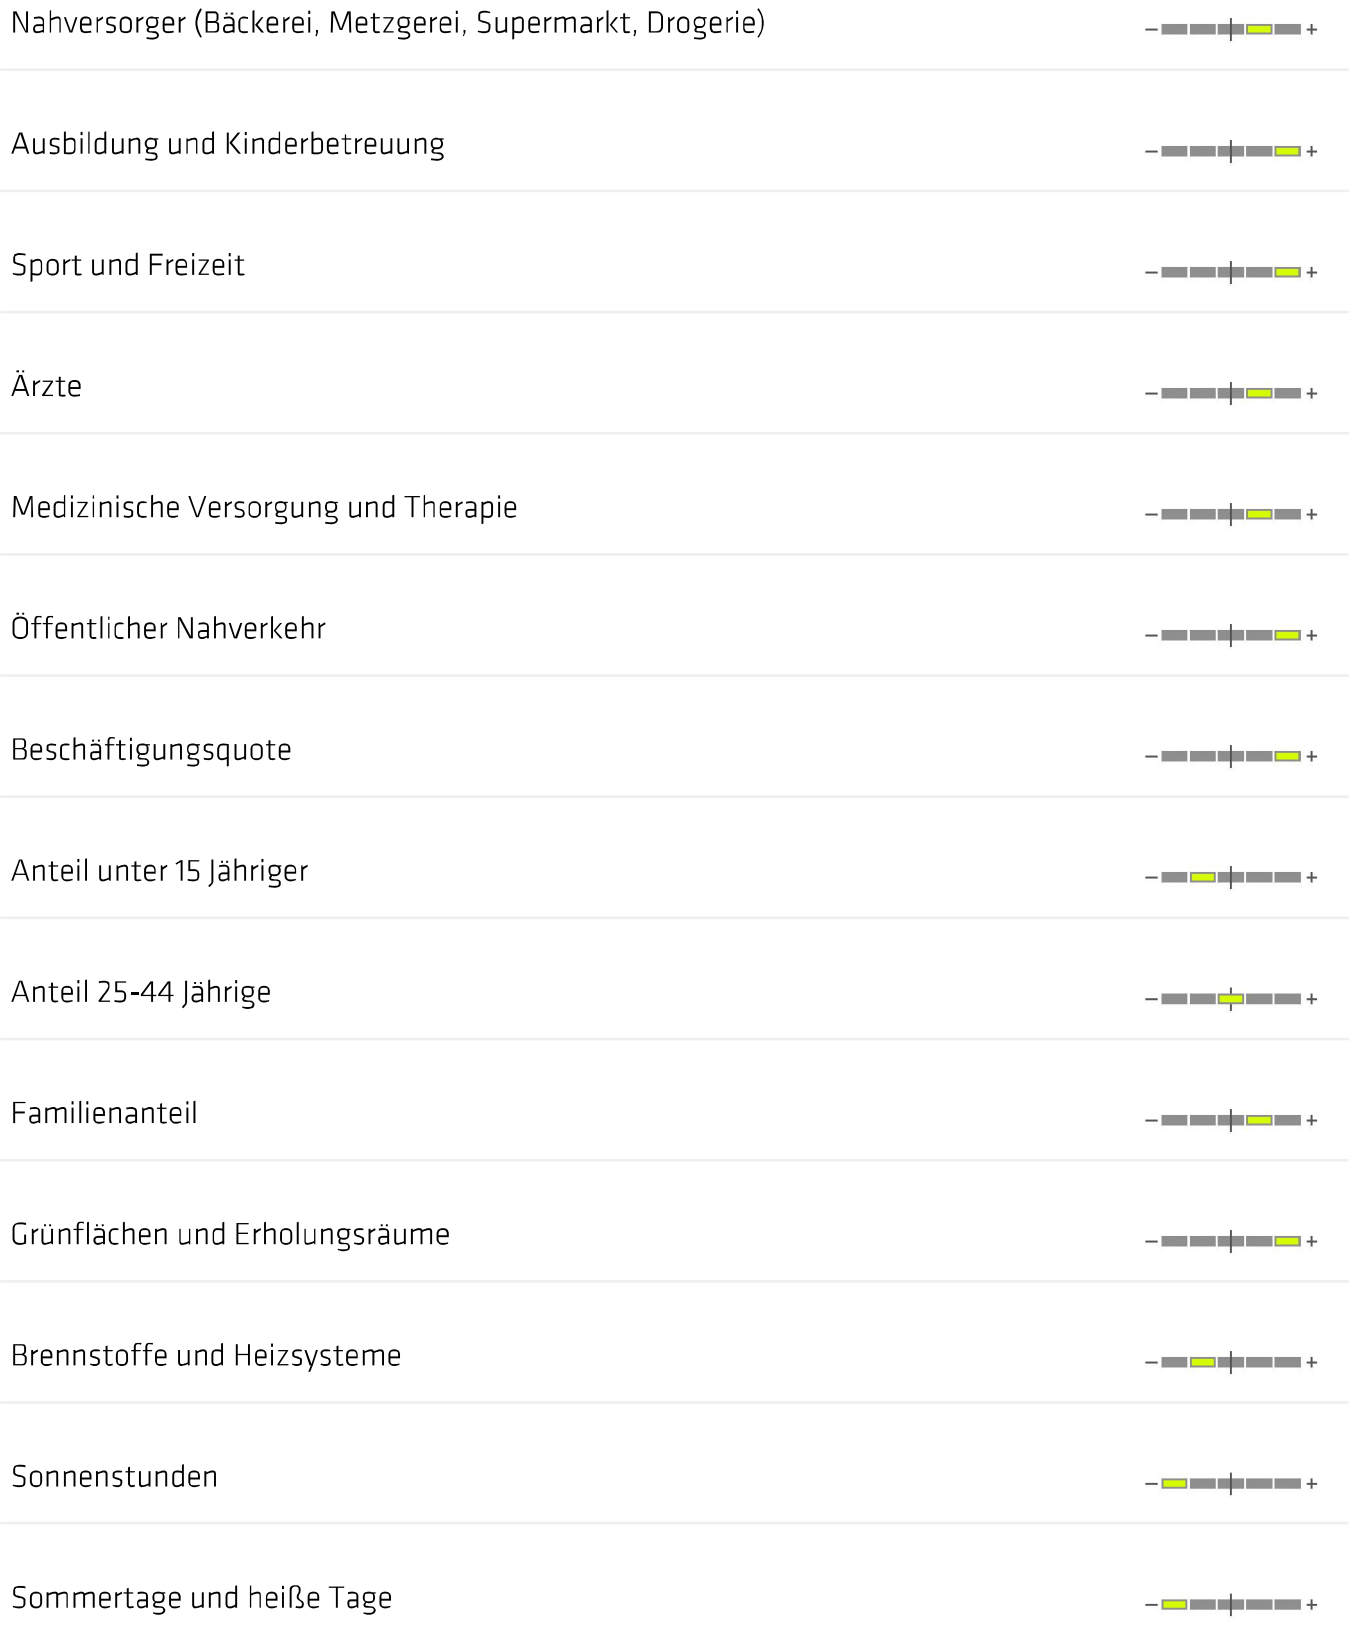 Nahversorger (Bäckerei, Metzgerei, Supermarkt, Drogerie) − +
Ausbildung und Kinderbetreuung − +
Sport und Freizeit − +
Ärzte − +
Medizinische Versorgung und Therapie − +
Öffentlicher Nahverkehr − +
Beschäftigungsquote − +
Anteil unter 15 Jähriger − +
Anteil 25-44 Jährige − +
Familienanteil − +
Grünflächen und Erholungsräume − +
Brennstoffe und Heizsysteme − +
Sonnenstunden − +
Sommertage und heiße Tage − +